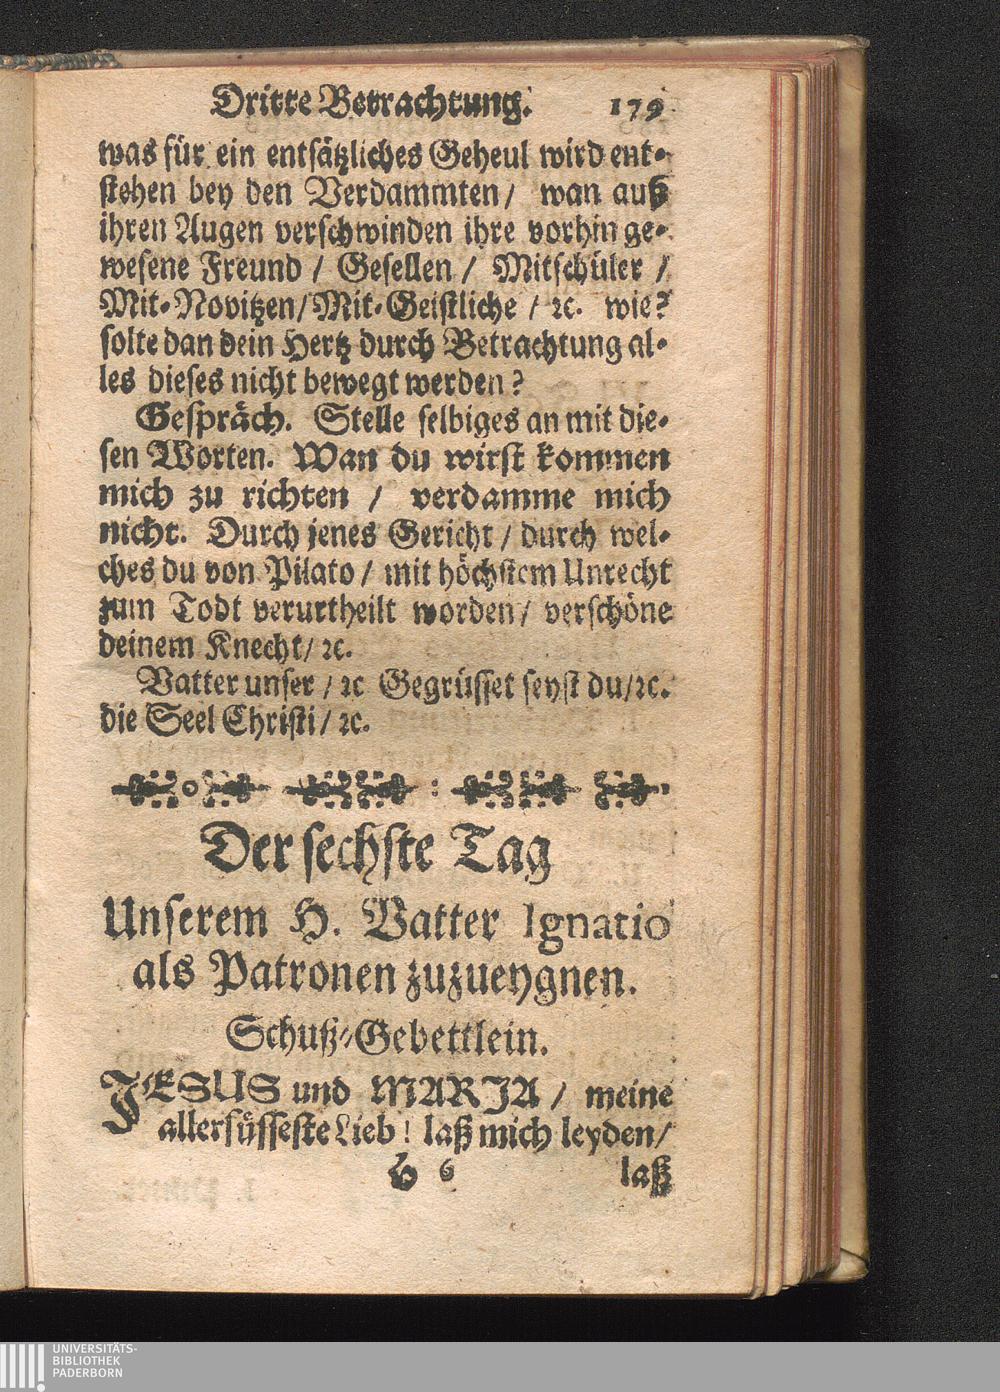 Dritte Betrachtung. 179
was für ein entsätzliches Geheul wird ent-
stehen bey den Verdammten / wan auß
ihren Augen verschwinden ihre vorhin ge-
wesene Freund / Gesellen / Mitschüler /
Mit-Novitzen/Mit-Geistliche / ꝛc. wie?
solte dan dein Hertz durch Betrachtung al-
les dieses nicht bewegt werden?
Gespräch. Stelle selbiges an mit die-
sen Worten. Wan du wirst kommen
mich zu richten / verdamme mich
nicht. Durch jenes Gericht / durch wel-
ches du von Pilato / mit höchstem Unrecht
zum Todt verurtheilt worden / verschöne
deinem Knecht/ ꝛc.
Vatter unser / ꝛc Gegrüsset seyst du/ꝛc.
die Seel Christi/ ꝛc.
Der sechste Tag
Unserem H. Vatter Ignatio
als Patronen zuzueygnen.
Schuß-Gebettlein.
JESUS und MARJA / meine
allersüsseste Lieb! laß mich leyden/
h 6 laß
UNIVERSITÄTS-
BIBLIOTHEK
PADERBORN